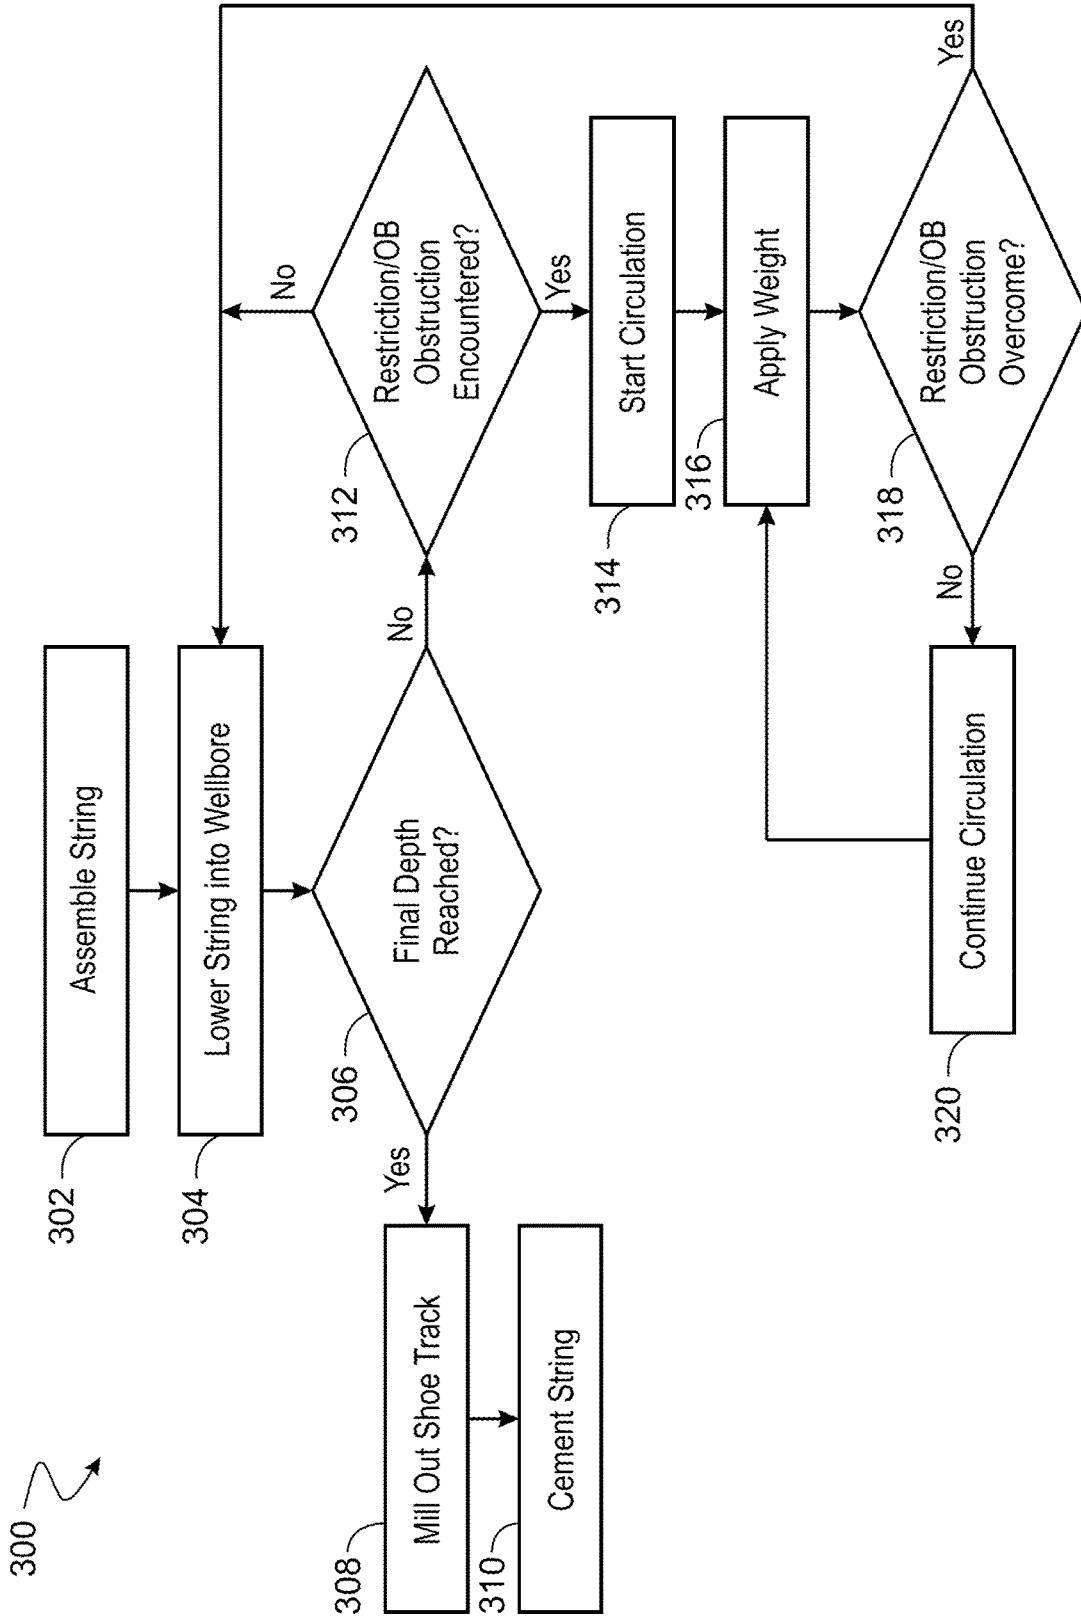 300
302
Assemble String
304
Lower String into Wellbore
306
Final Depth
Reached?
Yes
No
308
Mill Out Shoe Track
310
Cement String
312
Restriction/OB
Obstruction
Encountered?
No
Yes
314
Start Circulation
316
Apply Weight
318
Restriction/OB
Obstruction
Overcome?
Yes
No
320
Continue Circulation